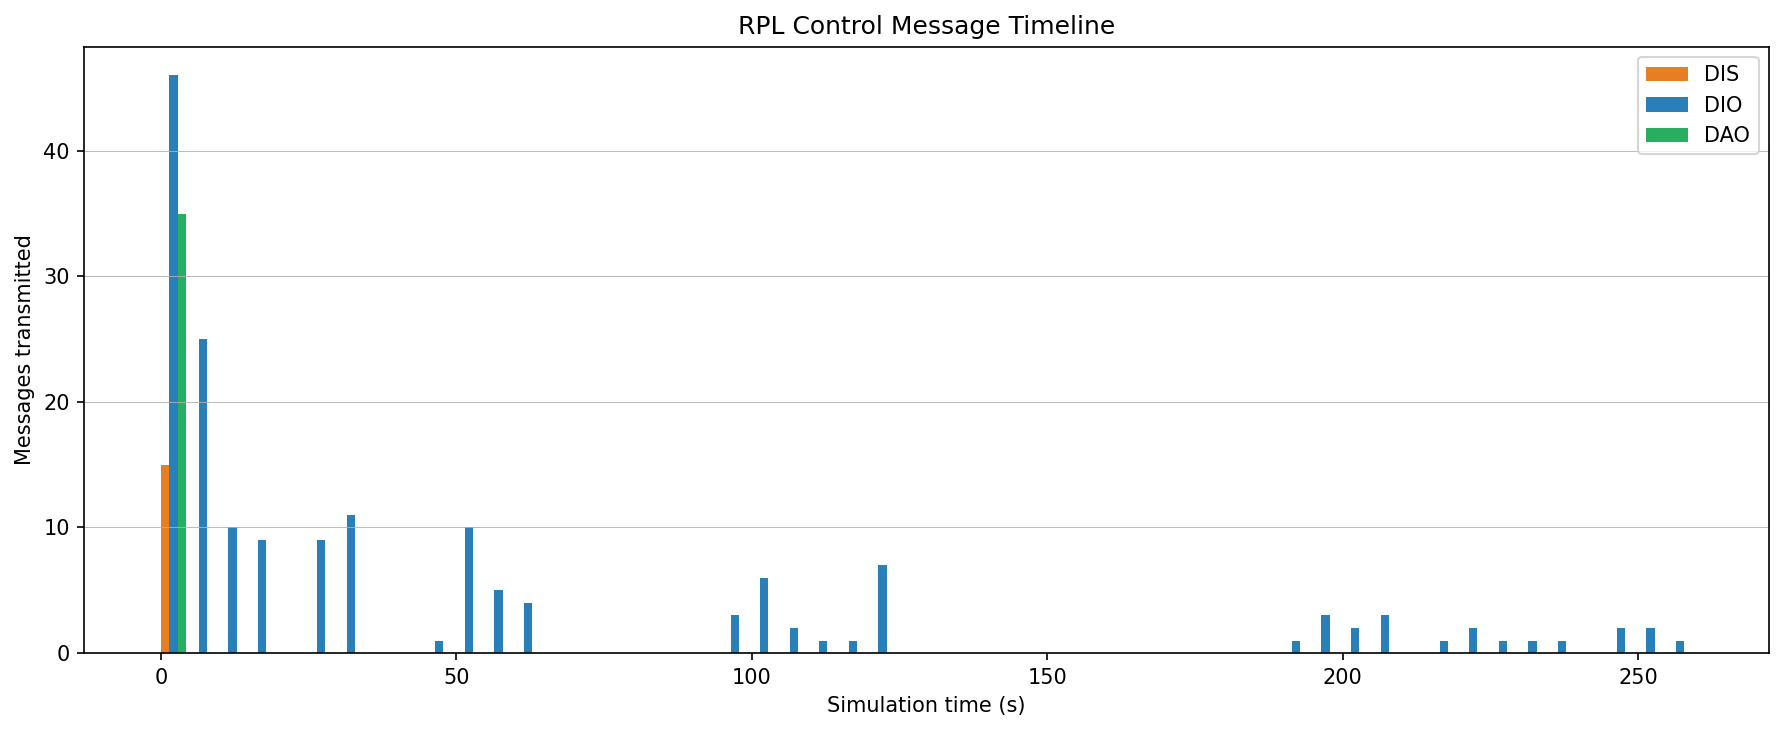 RPL Control Message Timeline
DIS
DIO
DAO
Messages transmitted
40
30
20
10
0
0 50 100 150 200 250
Simulation time (s)